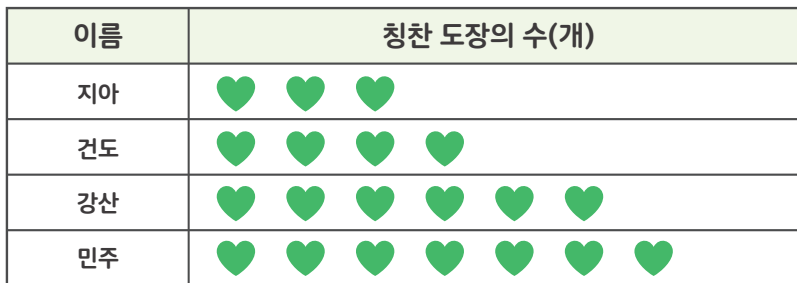 이름 칭찬 도장의 수(개)
지아
건도
강산
민주